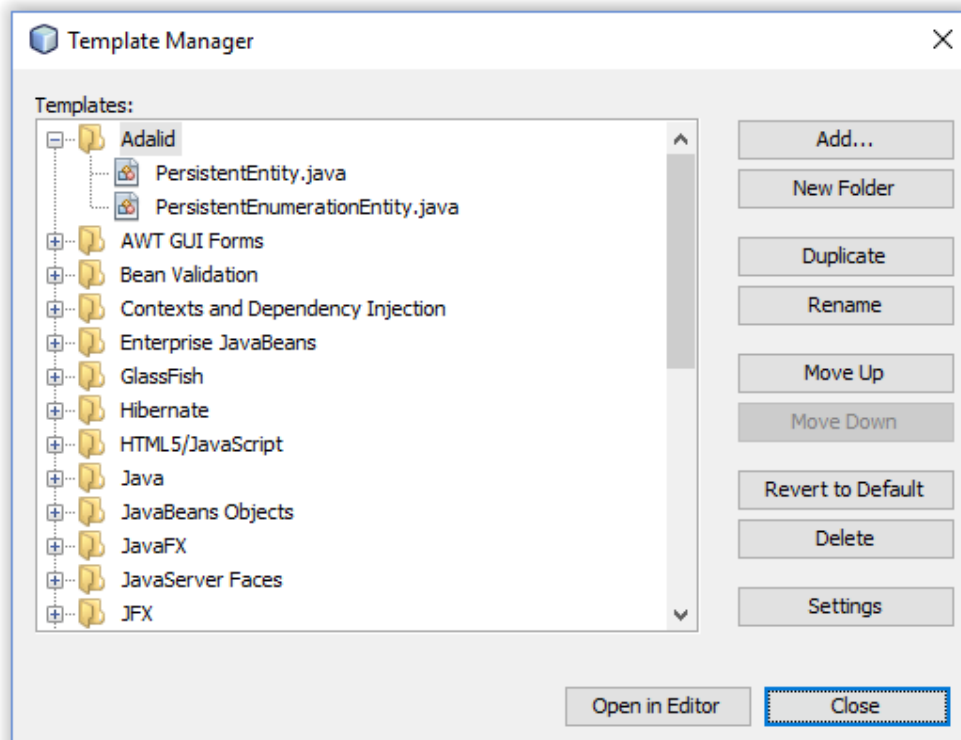 Template Manager
Templates:
Adalid
PersistentEntity.java
PersistentEnumerationEntity.java
AWT GUI Forms
Bean Validation
Contexts and Dependency Injection
Enterprise JavaBeans
GlassFish
Hibernate
HTML5/JavaScript
Java
JavaBeans Objects
JavaFX
JavaServer Faces
JFX
Add...
New Folder
Duplicate
Rename
Move Up
Move Down
Revert to Default
Delete
Settings
Open in Editor
Close